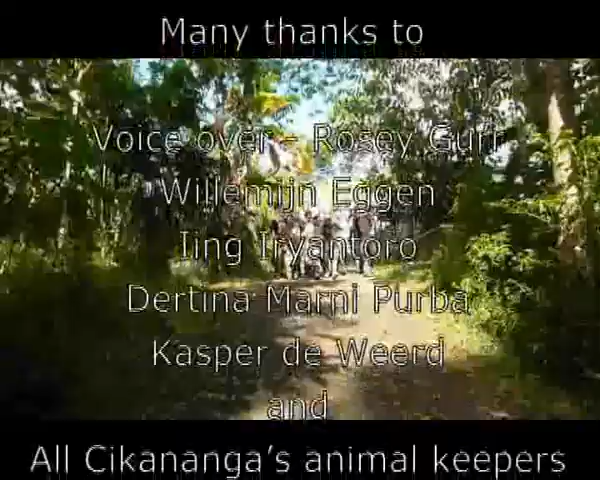 Many thanks to
Voice over - Rosey Gurr
Willemijn Eggen
Iing Iryantoro
Dertina Marni Purba
Kasper de Weerd
and
All Cikananga's animal keepers